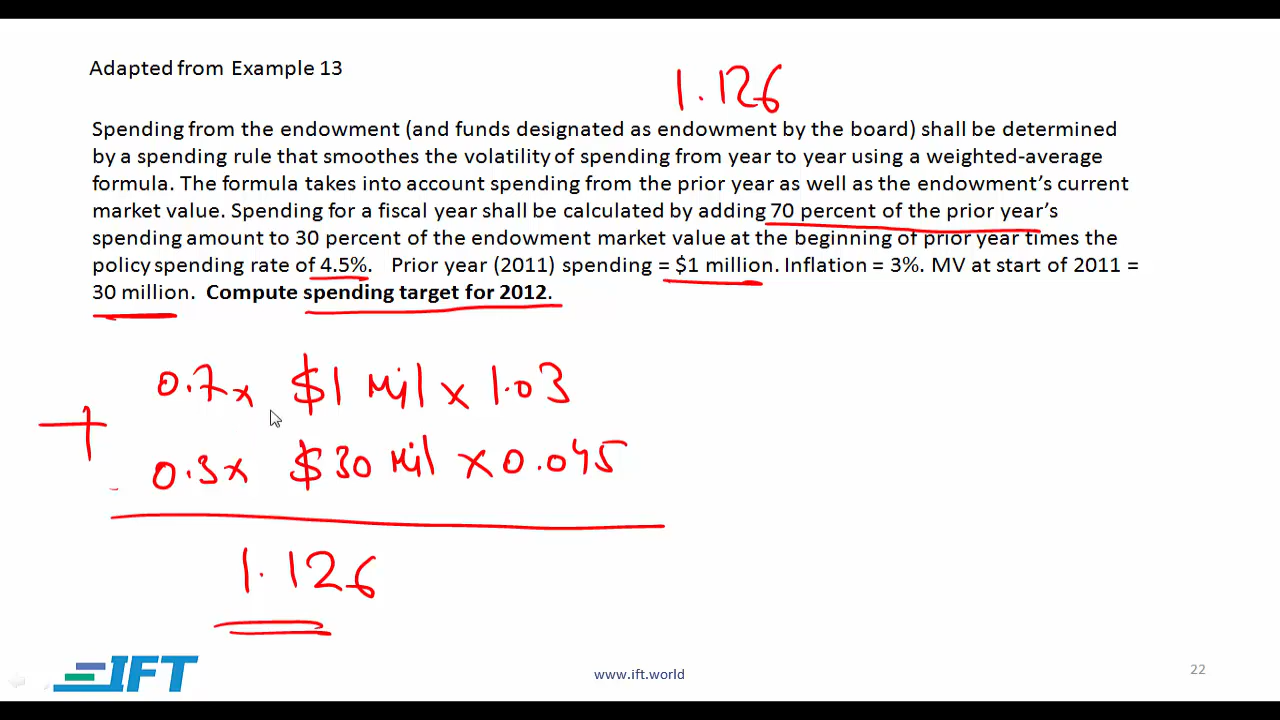 Adapted from Example 13
1.126
Spending from the endowment (and funds designated as endowment by the board) shall be determined
by a spending rule that smoothes the volatility of spending from year to year using a weighted-average
formula. The formula takes into account spending from the prior year as well as the endowment’s current
market value. Spending for a fiscal year shall be calculated by adding 70 percent of the prior year’s
spending amount to 30 percent of the endowment market value at the beginning of prior year times the
policy spending rate of 4.5%. Prior year (2011) spending = $1 million. Inflation = 3%. MV at start of 2011 =
30 million. Compute spending target for 2012.
0.7 x $1 Mil x 1.03
+
0.3 x $30 Mil x 0.045
1.126
IFT
www.ift.world
22